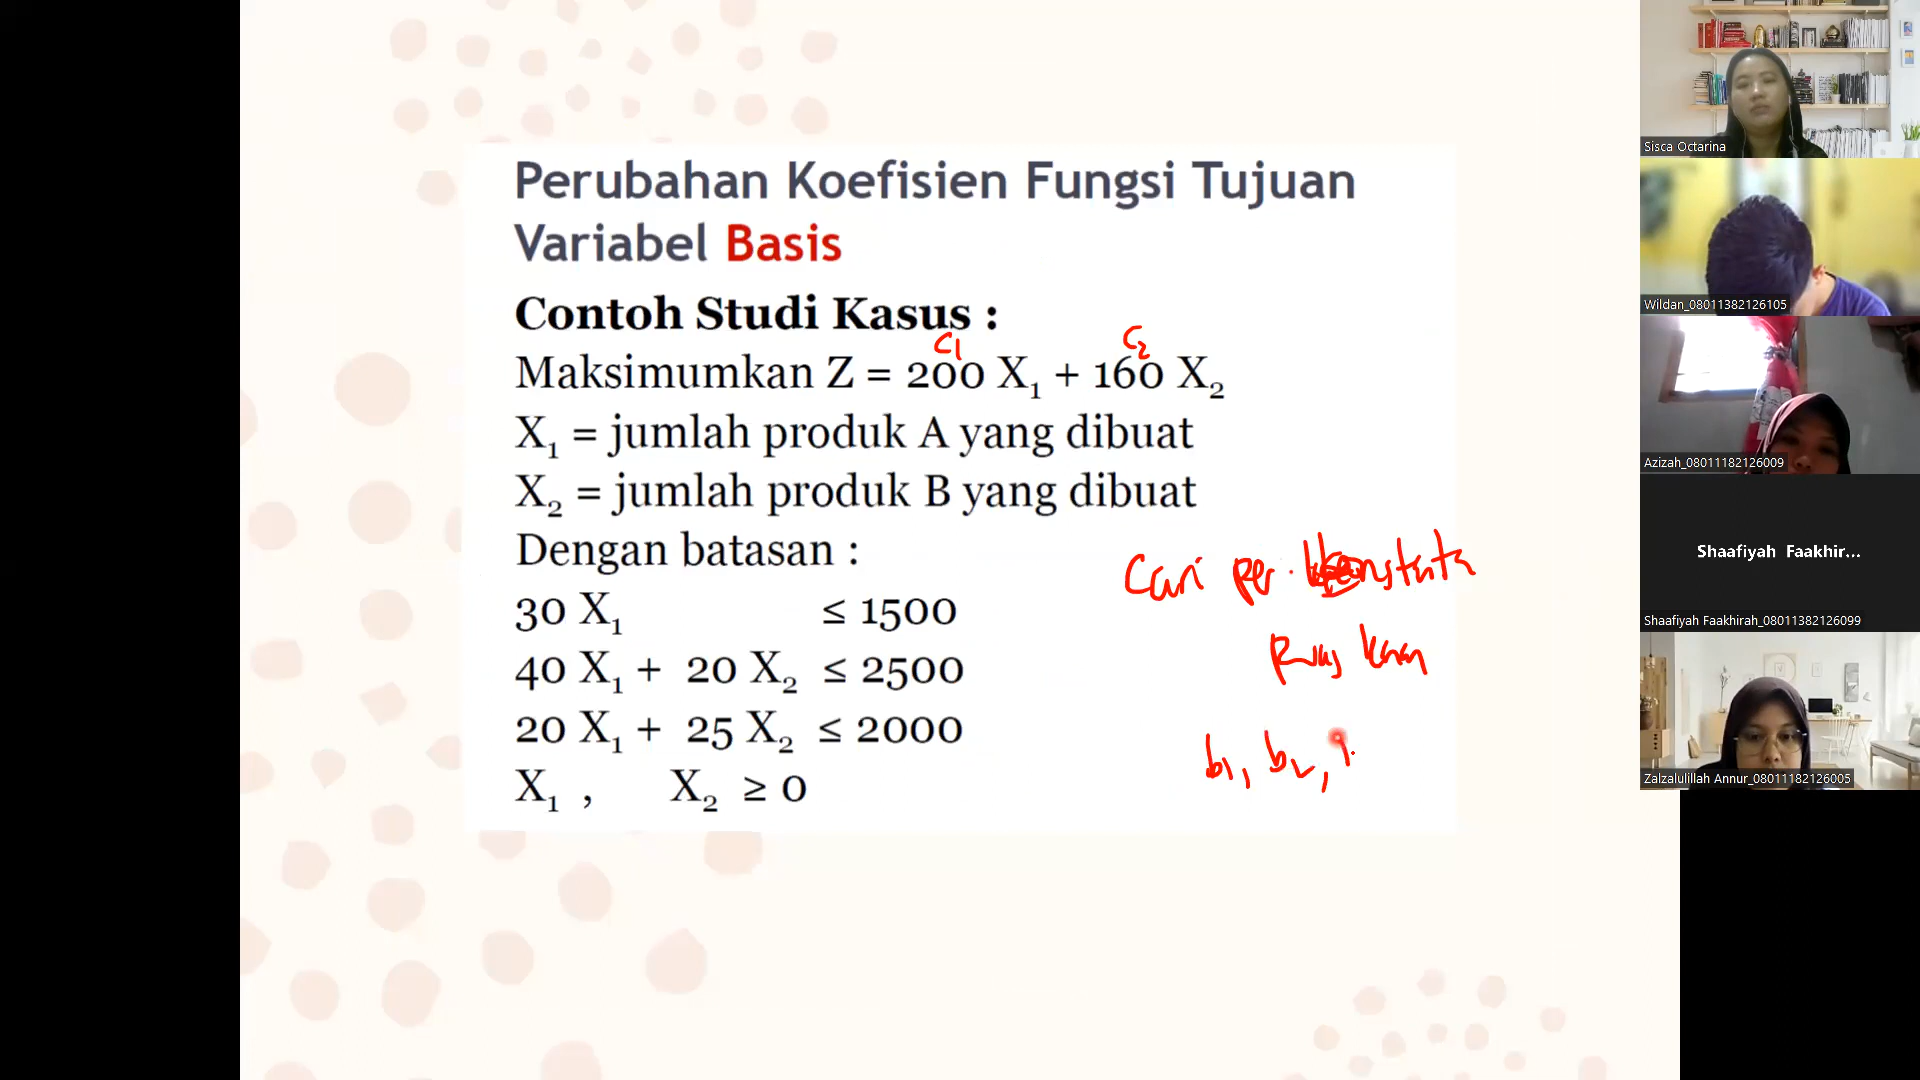 Perubahan Koefisien Fungsi Tujuan
Variabel Basis
Contoh Studi Kasus :
C1 C2
Maksimumkan Z = 200 X₁ + 160 X₂
X₁ = jumlah produk A yang dibuat
X₂ = jumlah produk B yang dibuat
Dengan batasan :
30 X₁ ≤ 1500
40 X₁ + 20 X₂ ≤ 2500
20 X₁ + 25 X₂ ≤ 2000
X₁ , X₂ ≥ 0
Cari per.
b1, b2,
Sisca Octarina
Wildan_08011382126105
Azizah_08011182126009
Shaafiyah Faakhir...
Shaafiyah Faakhirah_08011382126099
Zalzalulillah Annur_08011182126005